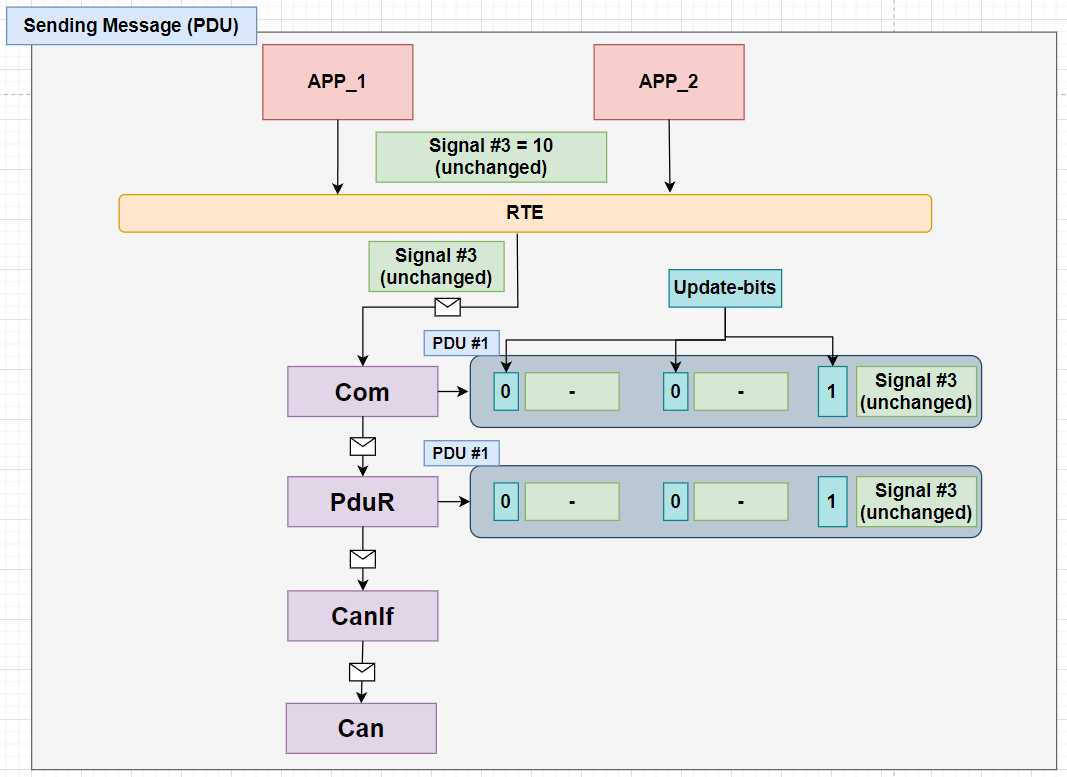 Sending Message (PDU)
APP_1
APP_2
Signal #3 = 10
(unchanged)
RTE
Signal #3
(unchanged)
Update-bits
PDU #1
Com
0
-
0
-
1
Signal #3
(unchanged)
PDU #1
PduR
0
-
0
-
1
Signal #3
(unchanged)
CanIf
Can